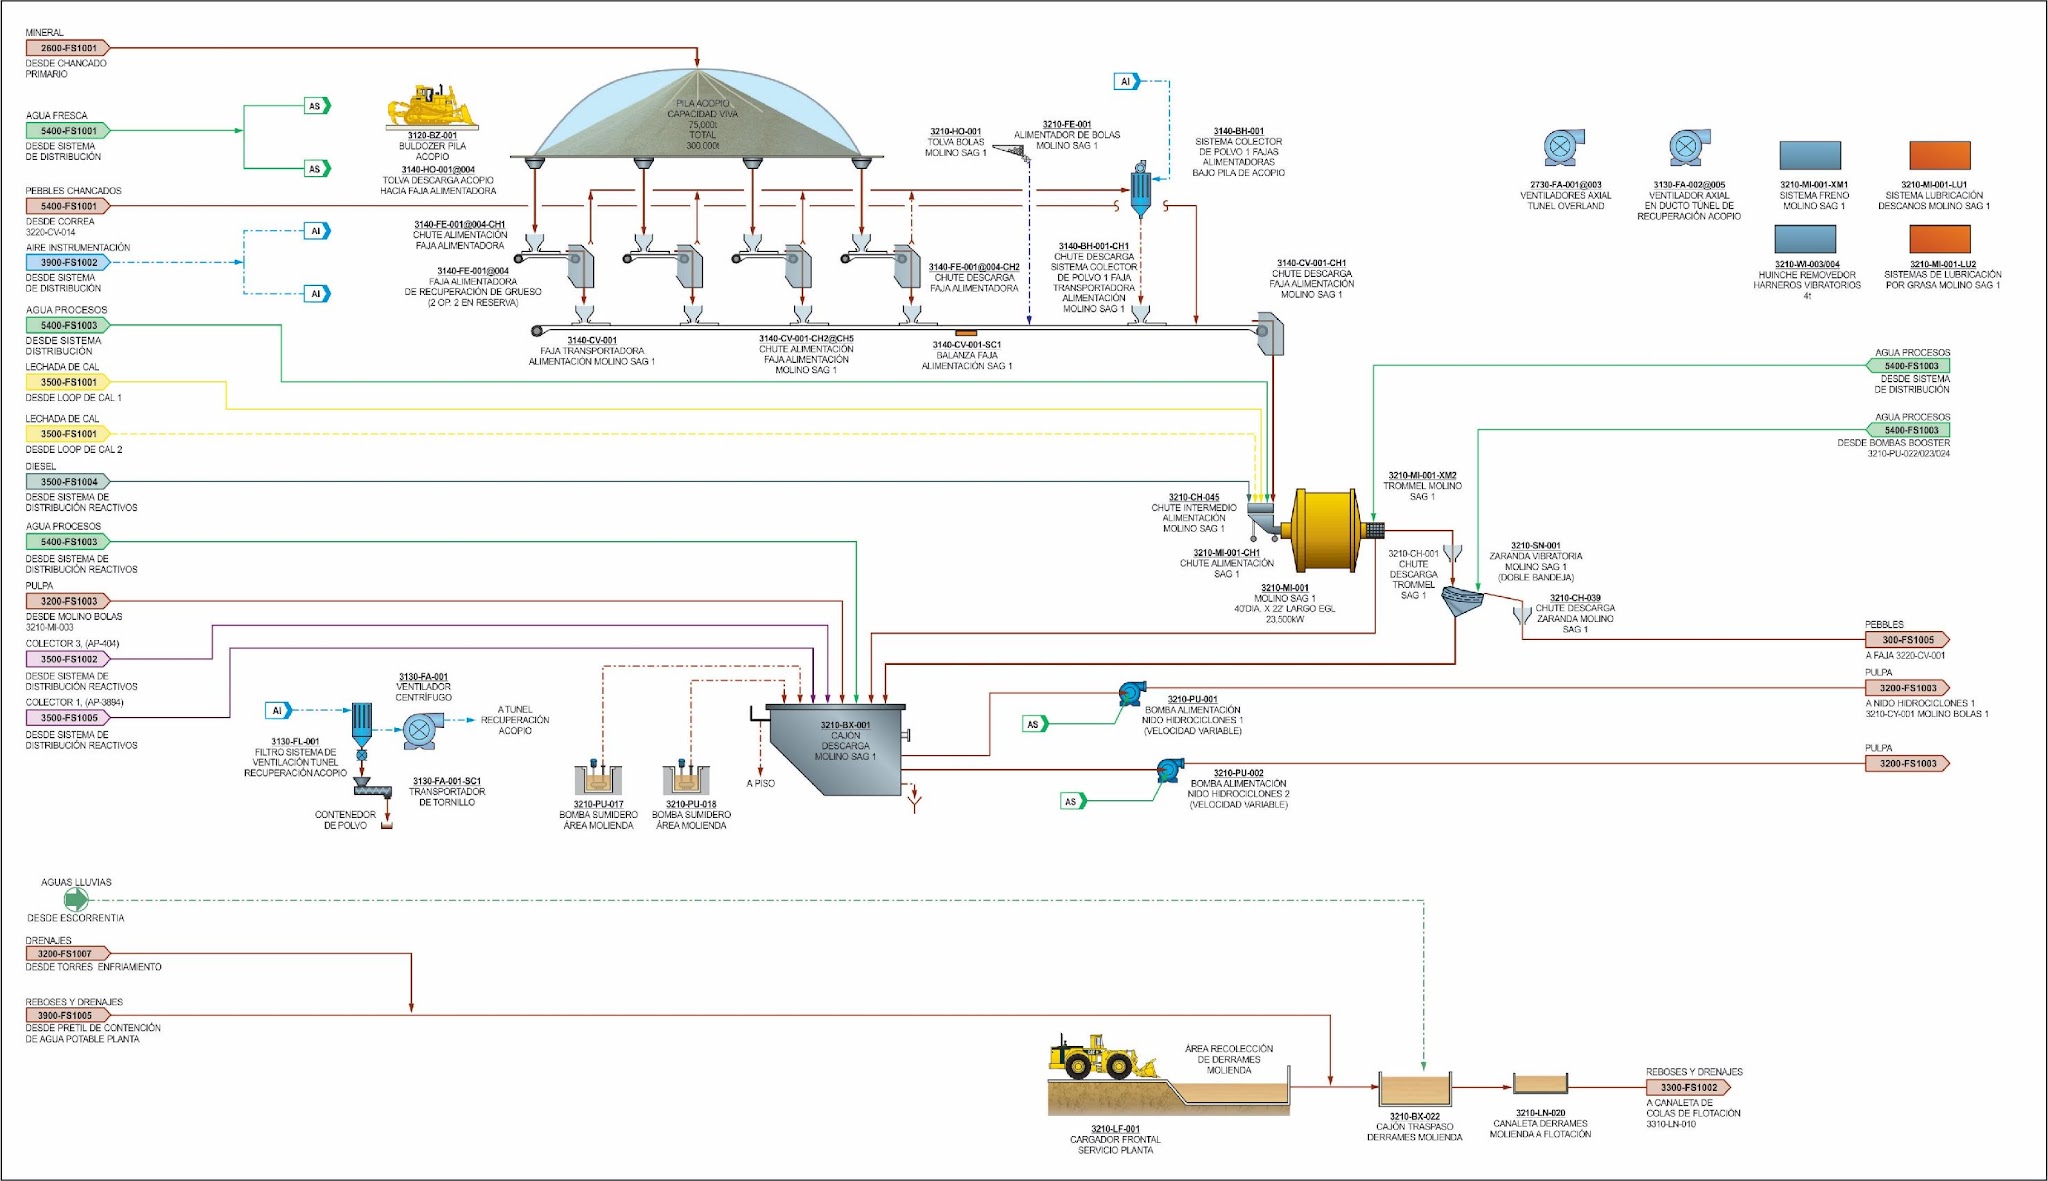 MINERAL
2600-FS1001
DESDE CHANCADO
PRIMARIO
AGUA FRESCA
5400-FS1001
DESDE SISTEMA
DE DISTRIBUCIÓN
AS
AS
PEBBLES CHANCADOS
5400-FS1001
DESDE CORREA
3220-CV-014
AIRE INSTRUMENTACIÓN
3900-FS1002
DESDE SISTEMA
DE DISTRIBUCIÓN
AI
AI
AGUA PROCESOS
5400-FS1003
DESDE SISTEMA
DISTRIBUCIÓN
LECHADA DE CAL
3500-FS1001
DESDE LOOP DE CAL 1
LECHADA DE CAL
3500-FS1001
DESDE LOOP DE CAL 2
DIESEL
3500-FS1004
DESDE SISTEMA DE
DISTRIBUCIÓN REACTIVOS
AGUA PROCESOS
5400-FS1003
DESDE SISTEMA DE
DISTRIBUCIÓN REACTIVOS
PULPA
3200-FS1003
DESDE MOLINO BOLAS
3210-MI-003
COLECTOR 3, (AP-404)
3500-FS1002
DESDE SISTEMA DE
DISTRIBUCIÓN REACTIVOS
COLECTOR 1, (AP-3894)
3500-FS1005
DESDE SISTEMA DE
DISTRIBUCIÓN REACTIVOS
3120-BZ-001
BULDOZER PILA
ACOPIO
3140-HO-001@004
TOLVA DESCARGA ACOPIO
HACIA FAJA ALIMENTADORA
PILA ACOPIO
CAPACIDAD VIVA
75,000t
TOTAL
300,000t
3140-FE-001@004-CH1
CHUTE ALIMENTACIÓN
FAJA ALIMENTADORA
3140-FE-001@004
FAJA ALIMENTADORA
DE RECUPERACIÓN DE GRUESO
(2 OP. 2 EN RESERVA)
3210-HO-001
TOLVA BOLAS
MOLINO SAG 1
3210-FE-001
ALIMENTADOR DE BOLAS
MOLINO SAG 1
AI
3140-BH-001
SISTEMA COLECTOR
DE POLVO 1 FAJAS
ALIMENTADORAS
BAJO PILA DE ACOPIO
3140-FE-001@004-CH2
CHUTE DESCARGA
FAJA ALIMENTADORA
3140-BH-001-CH1
CHUTE DESCARGA
SISTEMA COLECTOR
DE POLVO 1 FAJA
TRANSPORTADORA
ALIMENTACIÓN
MOLINO SAG 1
3140-CV-001-CH1
CHUTE DESCARGA
FAJA ALIMENTACIÓN
MOLINO SAG 1
3140-CV-001
FAJA TRANSPORTADORA
ALIMENTACIÓN MOLINO SAG 1
3140-CV-001-CH2@CH5
CHUTE ALIMENTACIÓN
FAJA ALIMENTACIÓN
MOLINO SAG 1
3140-CV-001-SC1
BALANZA FAJA
ALIMENTACIÓN SAG 1
2730-FA-001@003
VENTILADORES AXIAL
TUNEL OVERLAND
3130-FA-002@005
VENTILADOR AXIAL
EN DUCTO TUNEL DE
RECUPERACIÓN ACOPIO
3210-MI-001-XM1
SISTEMA FRENO
MOLINO SAG 1
3210-MI-001-LU1
SISTEMA LUBRICACIÓN
DESCANOS MOLINO SAG 1
3210-WI-003/004
HUINCHE REMOVEDOR
HARNEROS VIBRATORIOS
4t
3210-MI-001-LU2
SISTEMAS DE LUBRICACIÓN
POR GRASA MOLINO SAG 1
AGUA PROCESOS
5400-FS1003
DESDE SISTEMA
DE DISTRIBUCIÓN
AGUA PROCESOS
5400-FS1003
DESDE BOMBAS BOOSTER
3210-PU-022/023/024
3210-CH-045
CHUTE INTERMEDIO
ALIMENTACIÓN
MOLINO SAG 1
3210-MI-001-CH1
CHUTE ALIMENTACIÓN
SAG 1
3210-MI-001
MOLINO SAG 1
40'DIA. X 22' LARGO EGL
23,500kW
3210-MI-001-XM2
TROMMEL MOLINO
SAG 1
3210-CH-001
CHUTE
DESCARGA
TROMMEL
SAG 1
3210-SN-001
ZARANDA VIBRATORIA
MOLINO SAG 1
(DOBLE BANDEJA)
3210-CH-039
CHUTE DESCARGA
ZARANDA MOLINO
SAG 1
PEBBLES
300-FS1005
A FAJA 3220-CV-001
PULPA
3200-FS1003
A NIDO HIDROCICLONES 1
3210-CY-001 MOLINO BOLAS 1
PULPA
3200-FS1003
AI
3130-FL-001
FILTRO SISTEMA DE
VENTILACIÓN TUNEL
RECUPERACIÓN ACOPIO
3130-FA-001
VENTILADOR
CENTRÍFUGO
A TUNEL
RECUPERACIÓN
ACOPIO
3130-FA-001-SC1
TRANSPORTADOR
DE TORNILLO
CONTENEDOR
DE POLVO
3210-PU-017
BOMBA SUMIDERO
ÁREA MOLIENDA
3210-PU-018
BOMBA SUMIDERO
ÁREA MOLIENDA
A PISO
3210-BX-001
CAJÓN
DESCARGA
MOLINO SAG 1
AS
3210-PU-001
BOMBA ALIMENTACIÓN
NIDO HIDROCICLONES 1
(VELOCIDAD VARIABLE)
AS
3210-PU-002
BOMBA ALIMENTACIÓN
NIDO HIDROCICLONES 2
(VELOCIDAD VARIABLE)
AGUAS LLUVIAS
DESDE ESCORRENTIA
DRENAJES
3200-FS1007
DESDE TORRES ENFRIAMIENTO
REBOSES Y DRENAJES
3900-FS1005
DESDE PRETIL DE CONTENCIÓN
DE AGUA POTABLE PLANTA
ÁREA RECOLECCIÓN
DE DERRAMES
MOLIENDA
3210-LF-001
CARGADOR FRONTAL
SERVICIO PLANTA
3210-BX-022
CAJÓN TRASPASO
DERRAMES MOLIENDA
3210-LN-020
CANALETA DERRAMES
MOLIENDA A FLOTACIÓN
REBOSES Y DRENAJES
3300-FS1002
A CANALETA DE
COLAS DE FLOTACIÓN
3310-LN-010